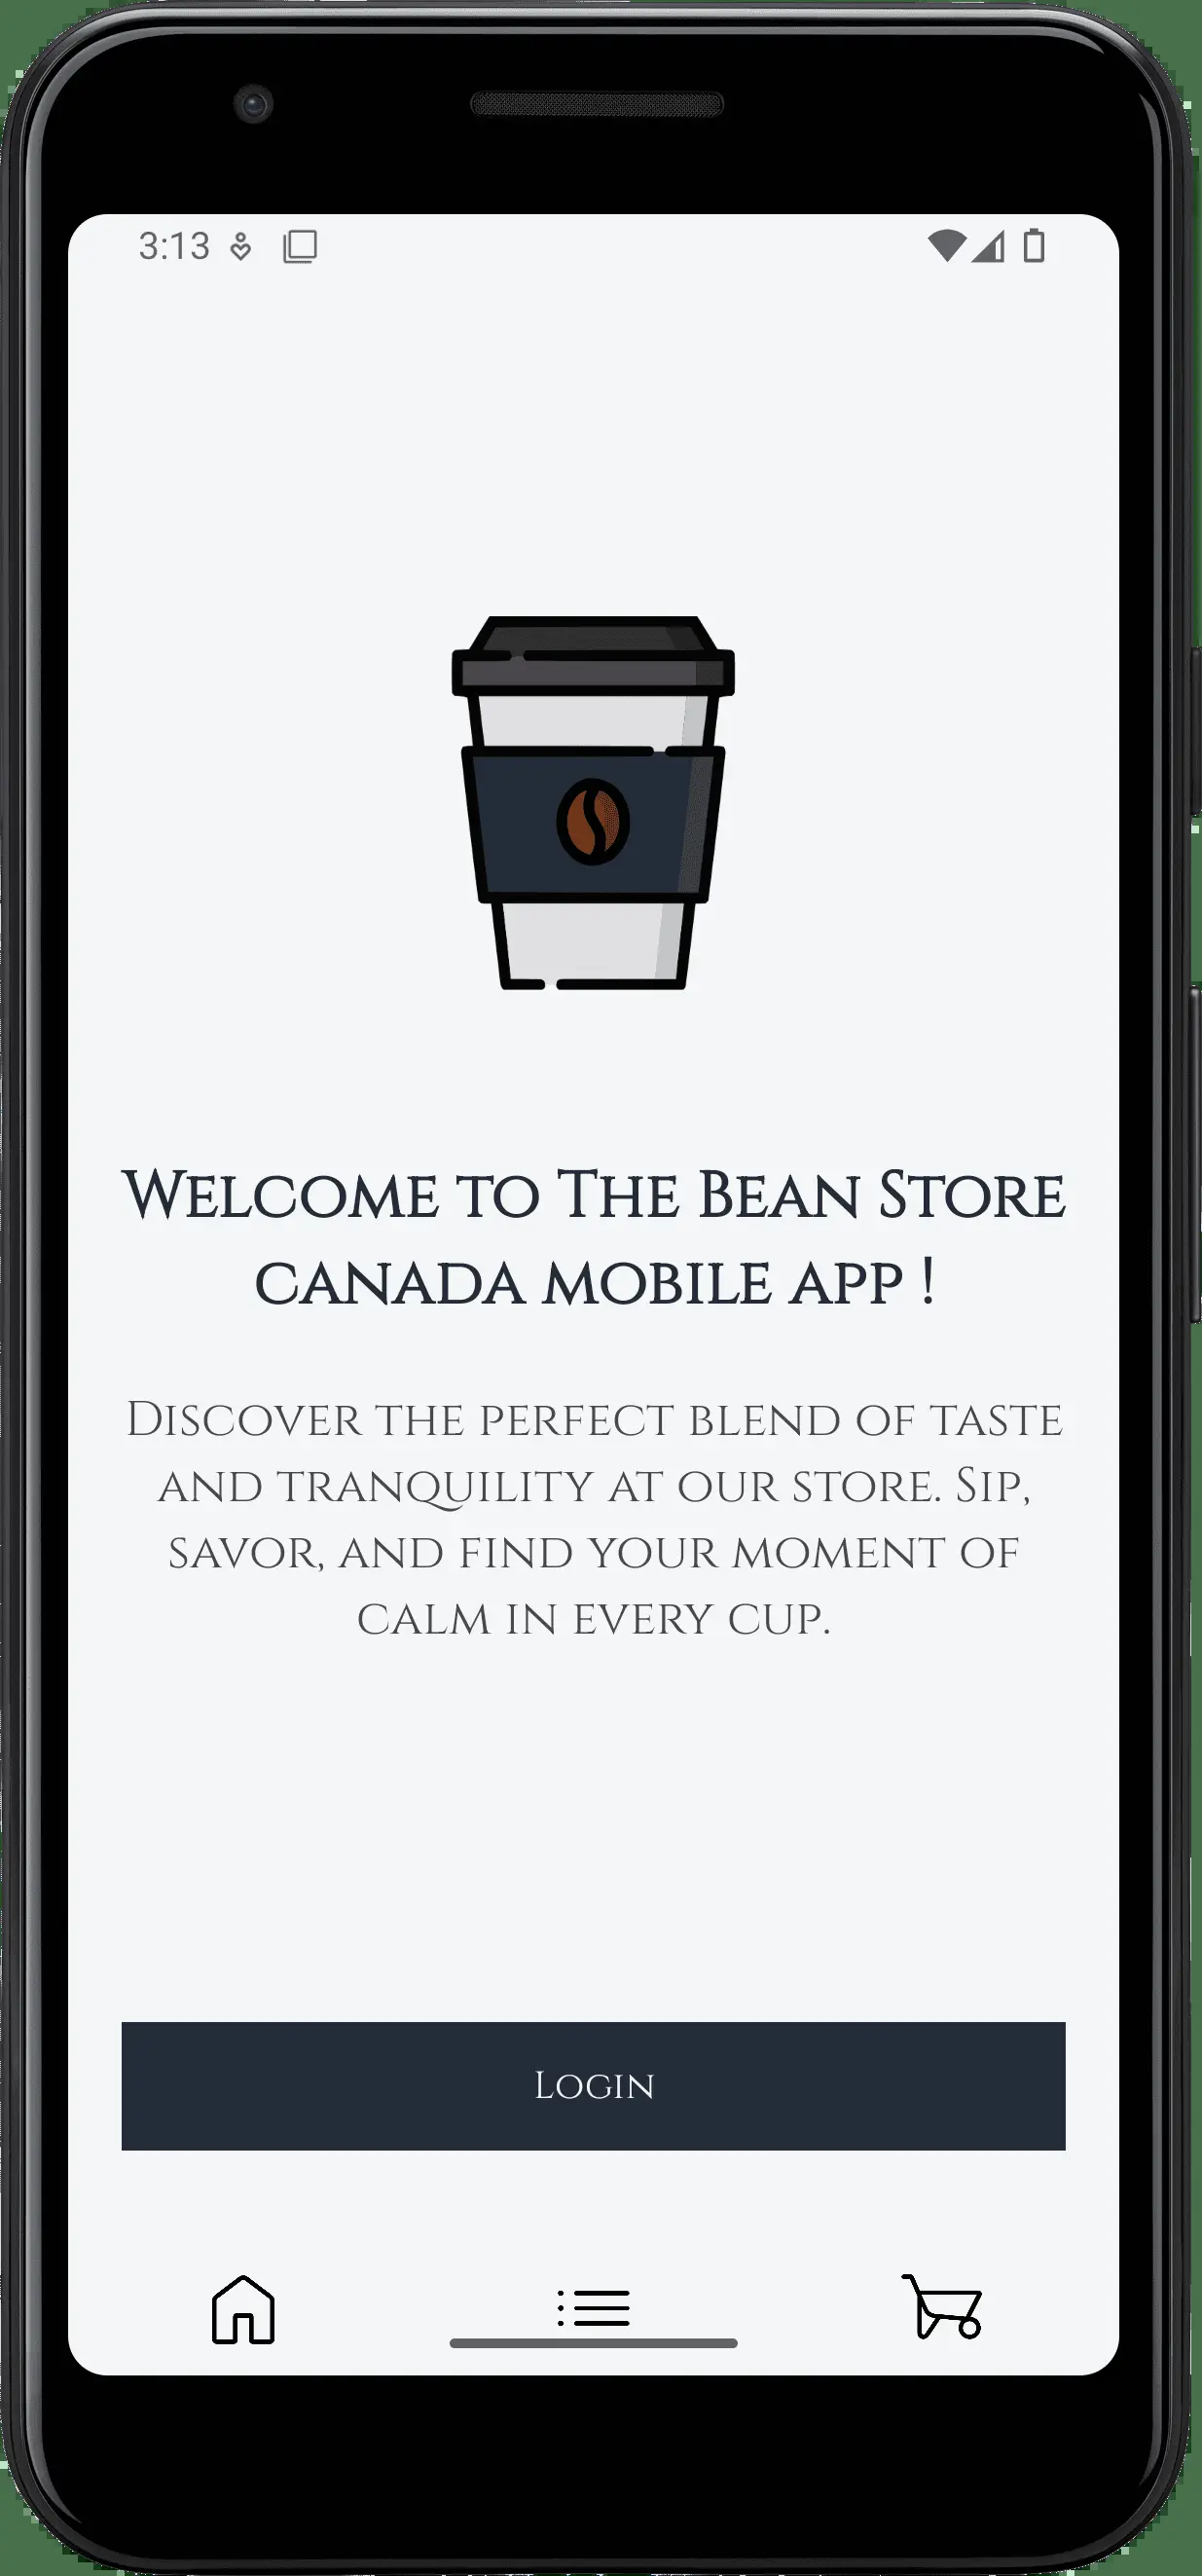 3:13
Welcome to The Bean Store
canada mobile app !
Discover the perfect blend of taste
and tranquility at our store. Sip,
savor, and find your moment of
calm in every cup.
Login